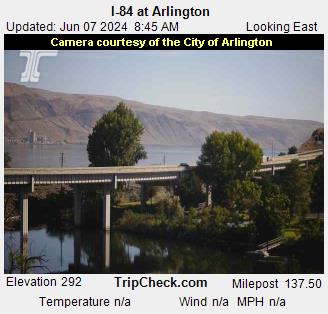 I-84 at Arlington
Updated: Jun 07 2024 8:45 AM Looking East
Camera courtesy of the City of Arlington
Elevation 292 TripCheck.com Milepost 137.50
Temperature n/a Wind n/a MPH n/a